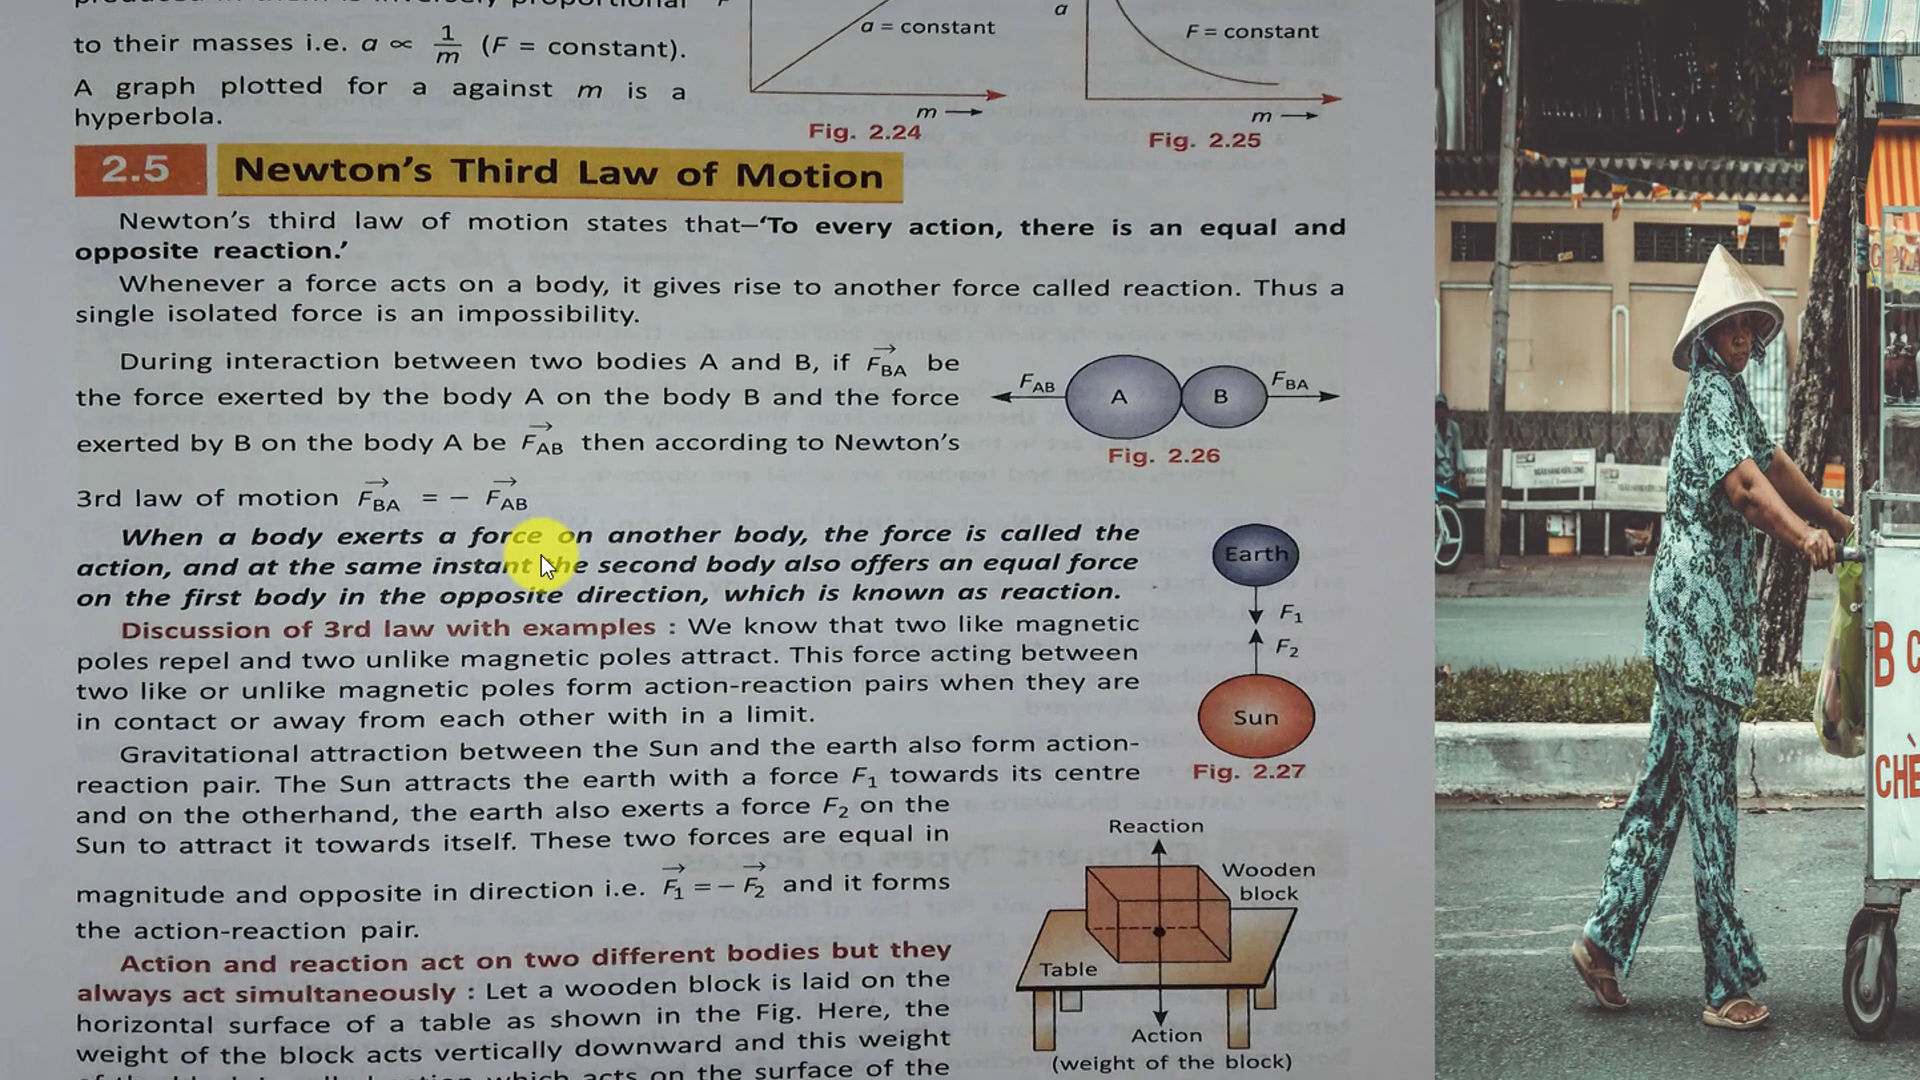 to their masses i.e. a ∝ 1/m (F = constant).
A graph plotted for a against m is a
hyperbola.
a = constant
m →
Fig. 2.24
a
F = constant
m →
Fig. 2.25
2.5 Newton's Third Law of Motion
Newton's third law of motion states that–'To every action, there is an equal and
opposite reaction.'
Whenever a force acts on a body, it gives rise to another force called reaction. Thus a
single isolated force is an impossibility.
During interaction between two bodies A and B, if F⃗BA be
the force exerted by the body A on the body B and the force
exerted by B on the body A be F⃗AB then according to Newton's
3rd law of motion F⃗BA = – F⃗AB
FAB A B FBA
Fig. 2.26
When a body exerts a force on another body, the force is called the
action, and at the same instant the second body also offers an equal force
on the first body in the opposite direction, which is known as reaction.
Discussion of 3rd law with examples : We know that two like magnetic
poles repel and two unlike magnetic poles attract. This force acting between
two like or unlike magnetic poles form action-reaction pairs when they are
in contact or away from each other with in a limit.
Gravitational attraction between the Sun and the earth also form action-
reaction pair. The Sun attracts the earth with a force F1 towards its centre
and on the otherhand, the earth also exerts a force F2 on the
Sun to attract it towards itself. These two forces are equal in
magnitude and opposite in direction i.e. F⃗1 = – F⃗2 and it forms
the action-reaction pair.
Earth
F1
F2
Sun
Fig. 2.27
Action and reaction act on two different bodies but they
always act simultaneously : Let a wooden block is laid on the
horizontal surface of a table as shown in the Fig. Here, the
weight of the block acts vertically downward and this weight
Reaction
Wooden
block
Table
Action
(weight of the block)
B
CHÈ